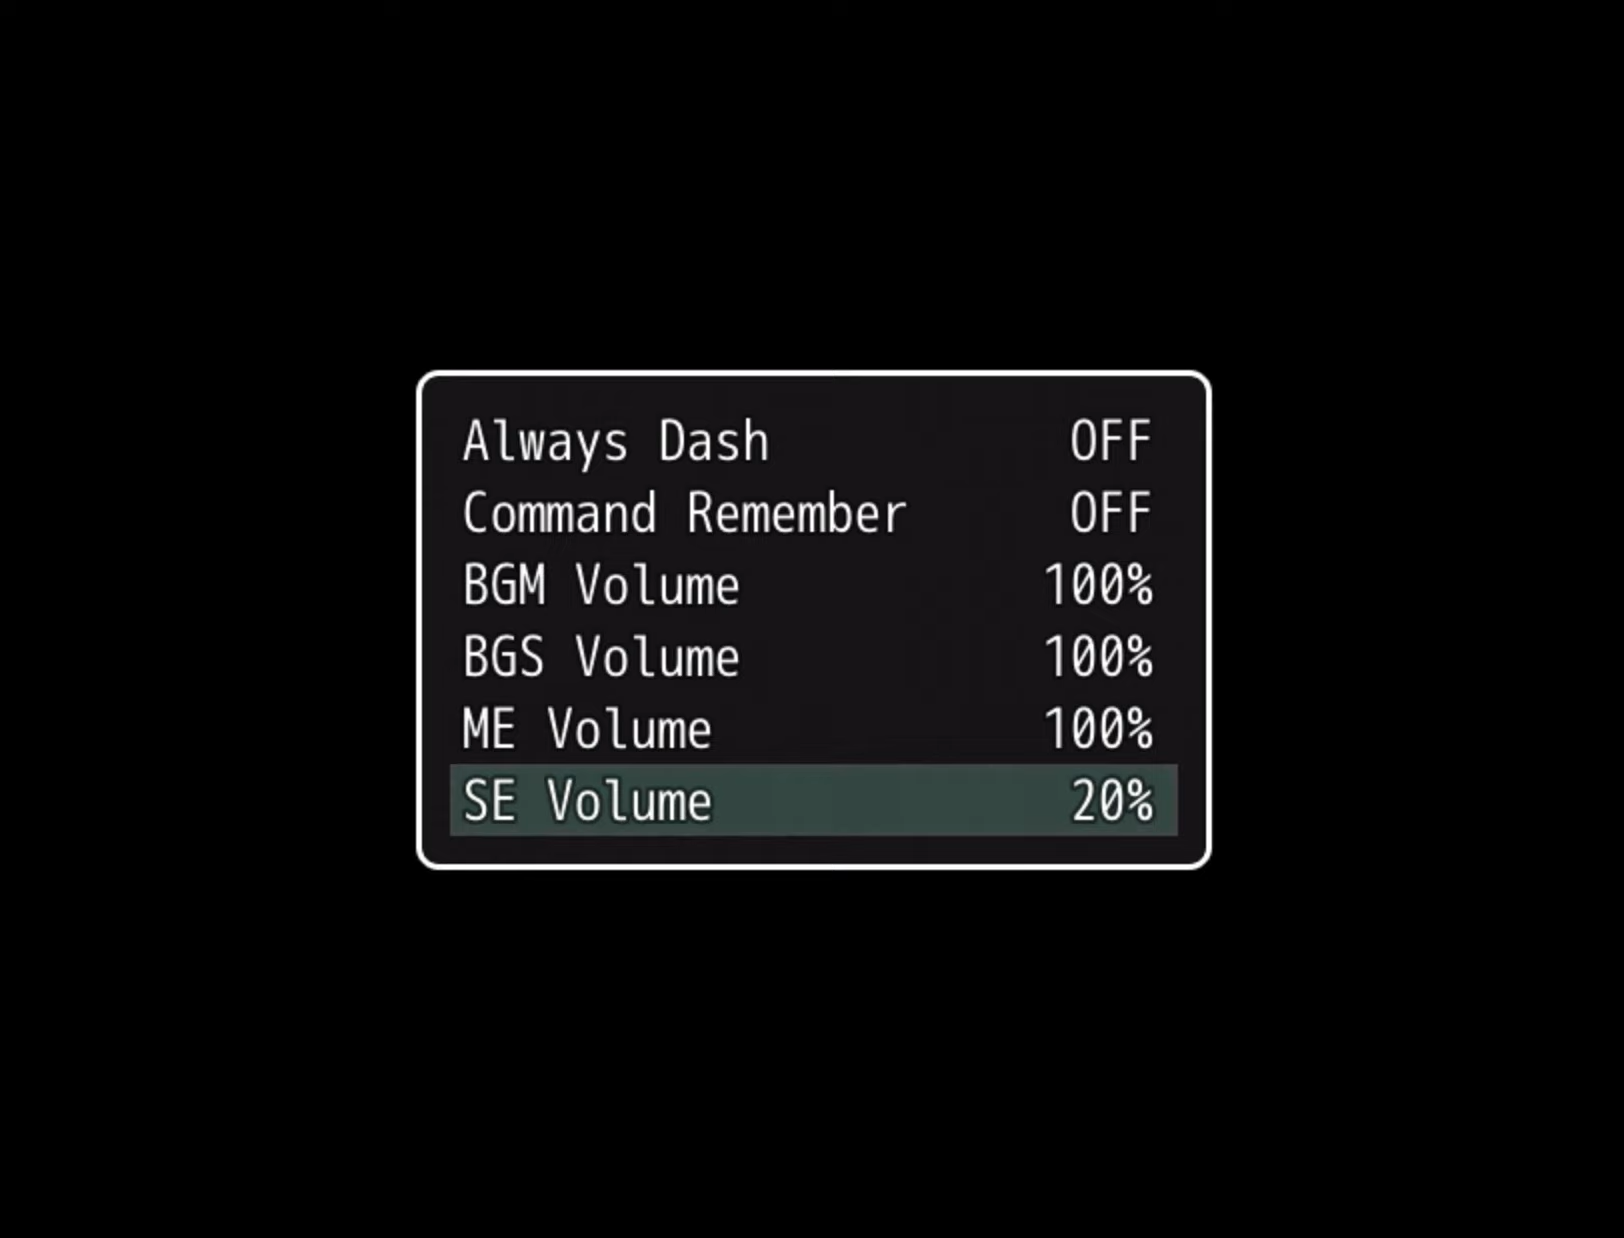 Always Dash OFF
Command Remember OFF
BGM Volume 100%
BGS Volume 100%
ME Volume 100%
SE Volume 20%